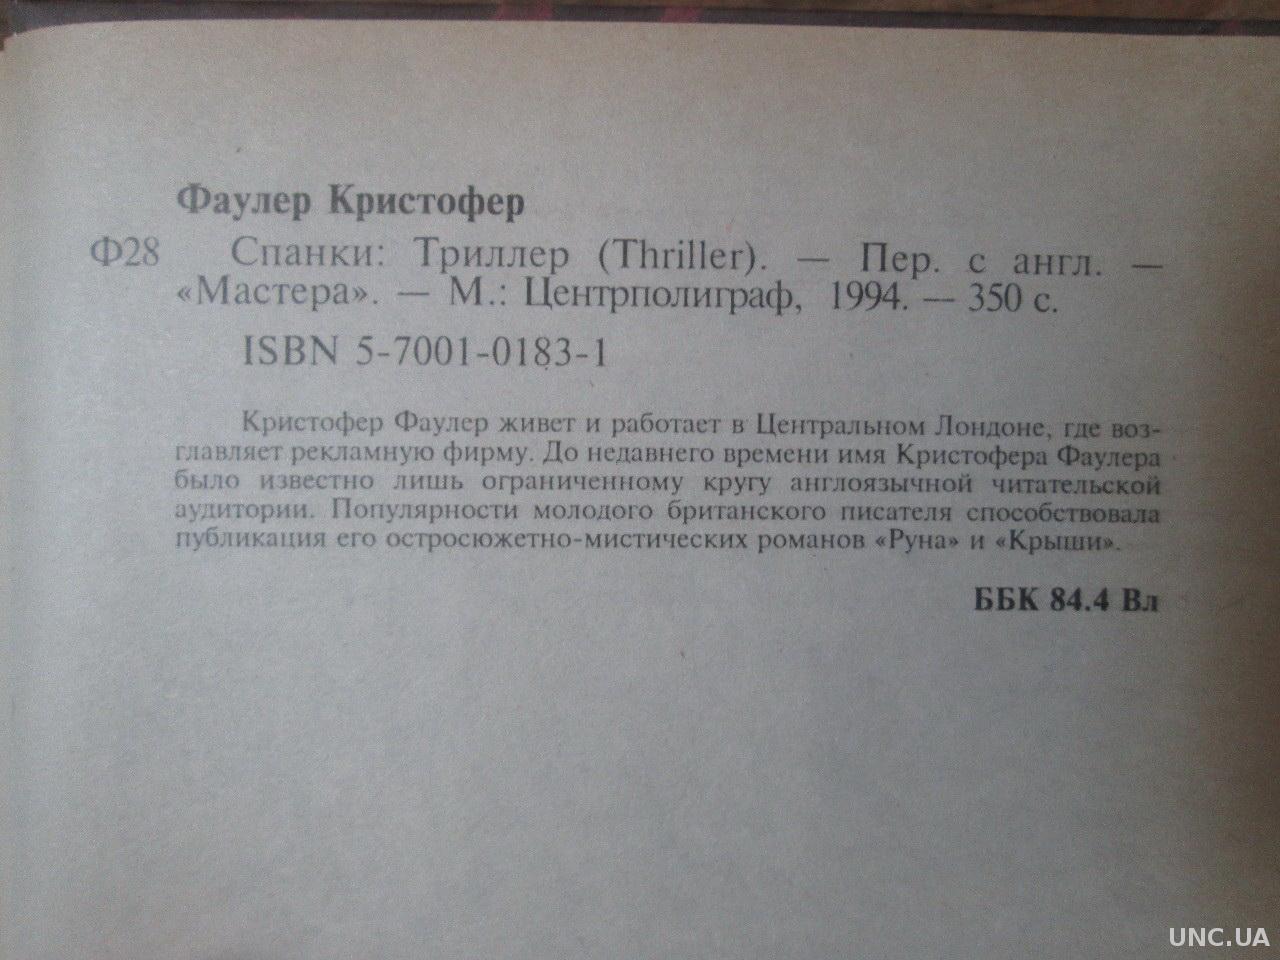 Фаулер Кристофер
Ф28 Спанки: Триллер (Thriller). — Пер. с англ. —
«Мастера». — М.: Центрполиграф, 1994. — 350 с.
ISBN 5-7001-0183-1
Кристофер Фаулер живет и работает в Центральном Лондоне, где воз-
главляет рекламную фирму. До недавнего времени имя Кристофера Фаулера
было известно лишь ограниченному кругу англоязычной читательской
аудитории. Популярности молодого британского писателя способствовала
публикация его остросюжетно-мистических романов «Руна» и «Крыши».
ББК 84.4 Вл
UNC.UA